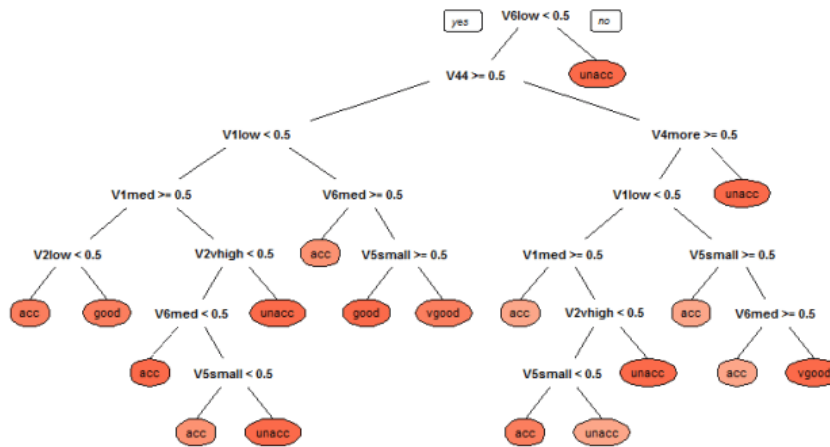 yes V6low < 0.5 no
V44 >= 0.5 unacc
V1low < 0.5 V4more >= 0.5
V1med >= 0.5 V6med >= 0.5 V1low < 0.5 unacc
V2low < 0.5 V2vhigh < 0.5 acc V5small >= 0.5 V1med >= 0.5 V5small >= 0.5
acc good V6med < 0.5 unacc good vgood acc V2vhigh < 0.5 acc V6med >= 0.5
acc V5small < 0.5 V5small < 0.5 unacc acc vgood
acc unacc acc unacc